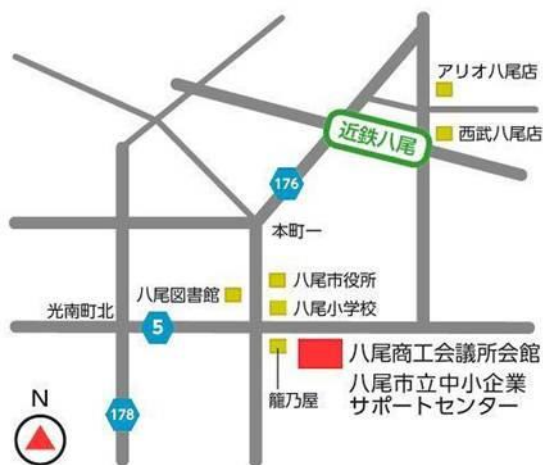 アリオ八尾店
近鉄八尾
西武八尾店
176
本町一
八尾市役所
八尾図書館
八尾小学校
光南町北
5
八尾商工会議所会館
籠乃屋
八尾市立中小企業
サポートセンター
N
178